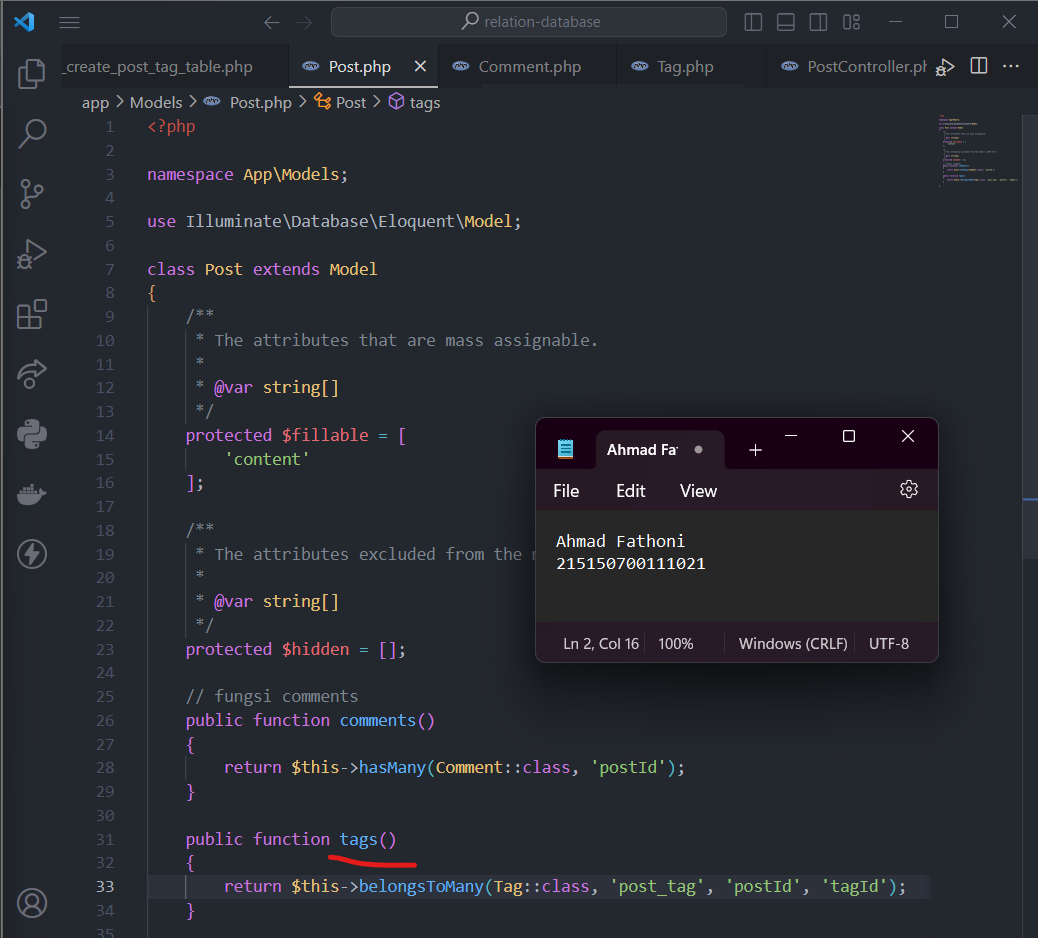 relation-database
_create_post_tag_table.php
Post.php
Comment.php
Tag.php
PostController.ph
app > Models > Post.php > Post > tags
1 <?php
2
3 namespace App\Models;
4
5 use Illuminate\Database\Eloquent\Model;
6
7 class Post extends Model
8 {
9 /**
10 * The attributes that are mass assignable.
11 *
12 * @var string[]
13 */
14 protected $fillable = [
15 'content'
16 ];
17
18 /**
19 * The attributes excluded from the
20 *
21 * @var string[]
22 */
23 protected $hidden = [];
24
25 // fungsi comments
26 public function comments()
27 {
28 return $this->hasMany(Comment::class, 'postId');
29 }
30
31 public function tags()
32 {
33 return $this->belongsToMany(Tag::class, 'post_tag', 'postId', 'tagId');
34 }
35
Ahmad Fa
File Edit View
Ahmad Fathoni
215150700111021
Ln 2, Col 16 100% Windows (CRLF) UTF-8